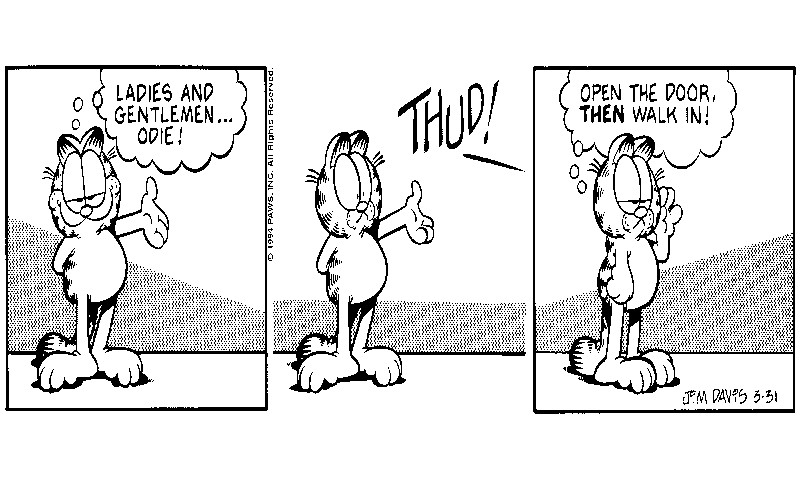 LADIES AND
GENTLEMEN...
ODIE!
© 1994 PAWS, INC. All Rights Reserved.
THUD!
OPEN THE DOOR,
THEN WALK IN!
JIM DAVIS 3-31